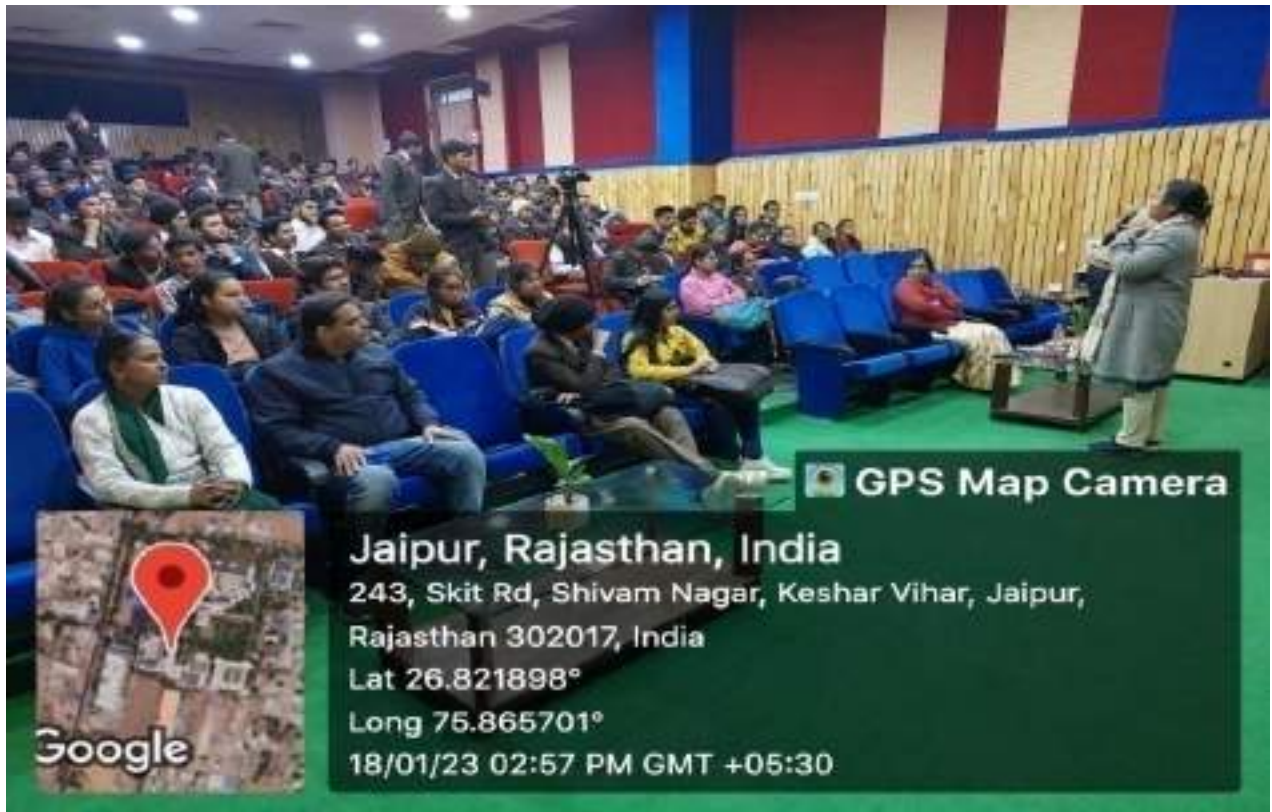 GPS Map Camera
Jaipur, Rajasthan, India
243, Skit Rd, Shivam Nagar, Keshar Vihar, Jaipur,
Rajasthan 302017, India
Lat 26.821898°
Long 75.865701°
18/01/23 02:57 PM GMT +05:30
Google